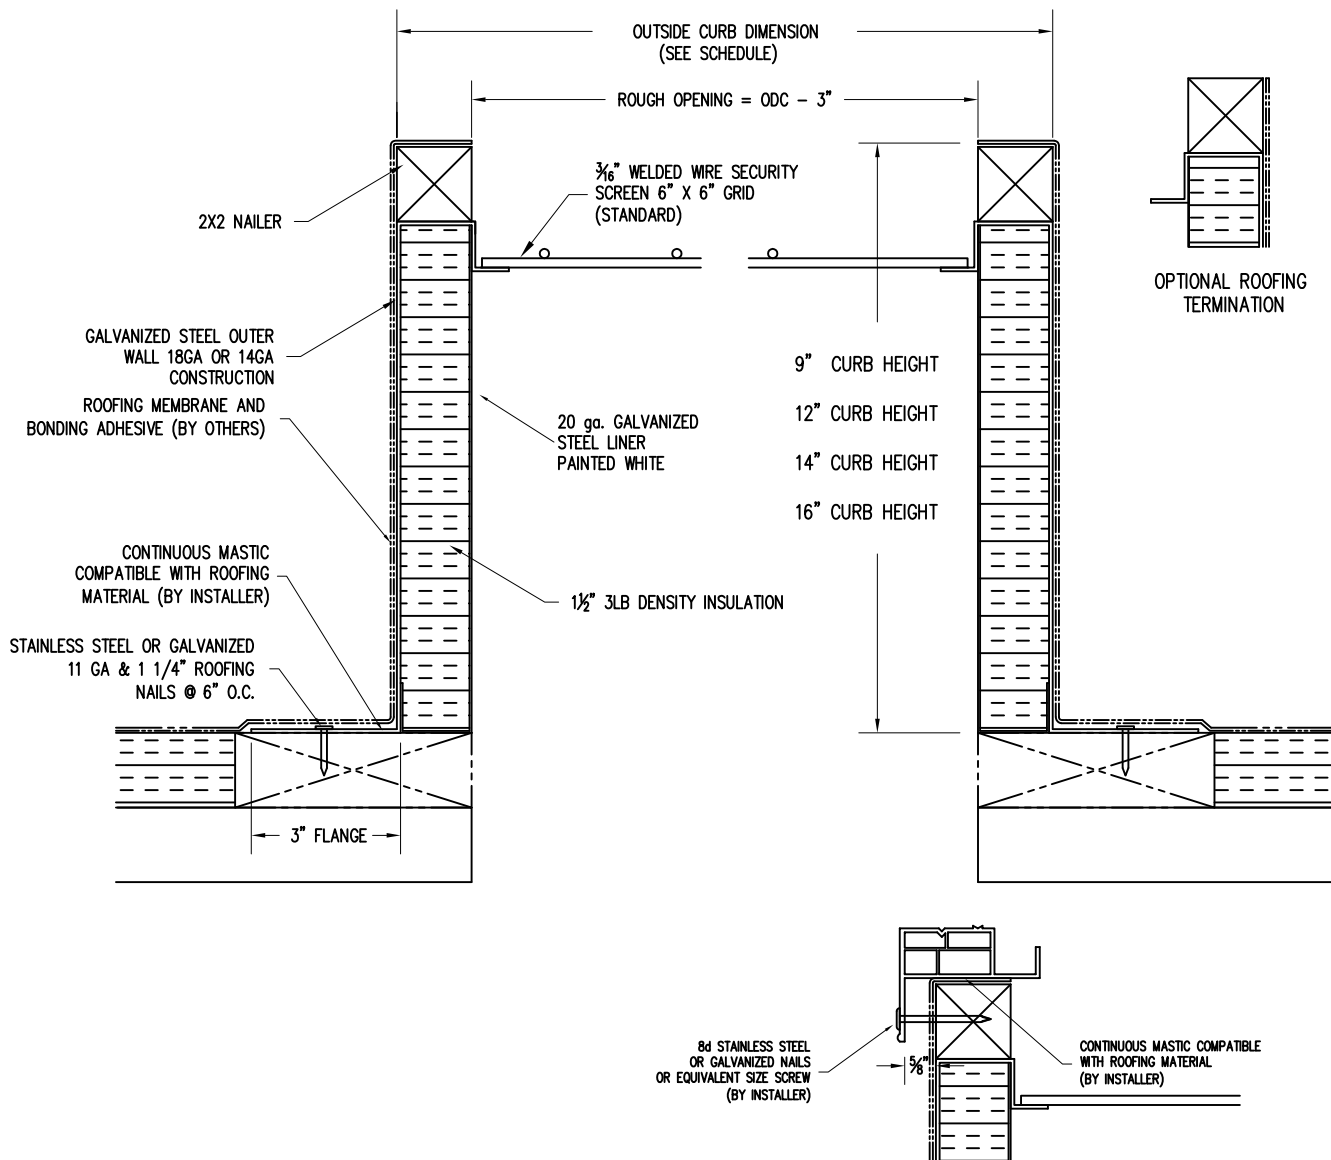 OUTSIDE CURB DIMENSION
(SEE SCHEDULE)
ROUGH OPENING = ODC – 3"
3/16" WELDED WIRE SECURITY
SCREEN 6" X 6" GRID
(STANDARD)
2X2 NAILER
OPTIONAL ROOFING
TERMINATION
GALVANIZED STEEL OUTER
WALL 18GA OR 14GA
CONSTRUCTION
ROOFING MEMBRANE AND
BONDING ADHESIVE (BY OTHERS)
20 ga. GALVANIZED
STEEL LINER
PAINTED WHITE
9" CURB HEIGHT
12" CURB HEIGHT
14" CURB HEIGHT
16" CURB HEIGHT
CONTINUOUS MASTIC
COMPATIBLE WITH ROOFING
MATERIAL (BY INSTALLER)
1½" 3LB DENSITY INSULATION
STAINLESS STEEL OR GALVANIZED
11 GA & 1 1/4" ROOFING
NAILS @ 6" O.C.
3" FLANGE
8d STAINLESS STEEL
OR GALVANIZED NAILS
OR EQUIVALENT SIZE SCREW
(BY INSTALLER)
5/8"
CONTINUOUS MASTIC COMPATIBLE
WITH ROOFING MATERIAL
(BY INSTALLER)